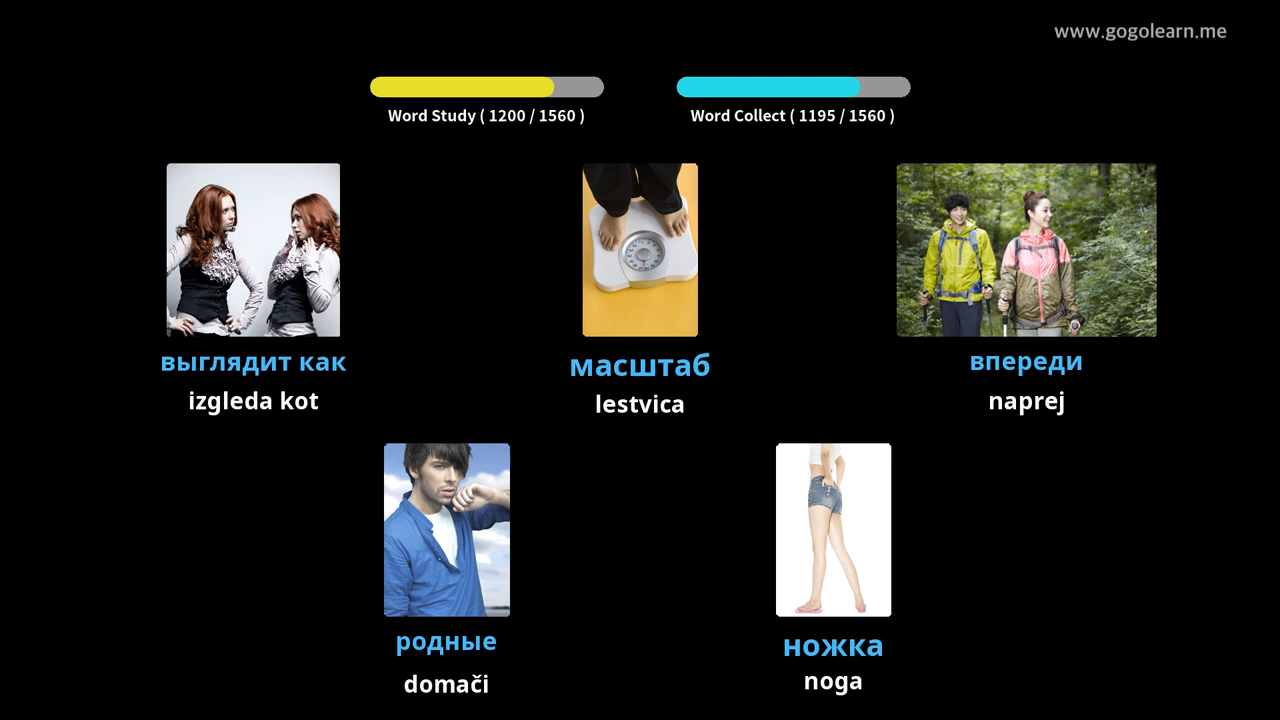 www.gogolearn.me
Word Study ( 1200 / 1560 )
Word Collect ( 1195 / 1560 )
выглядит как
izgleda kot
масштаб
lestvica
впереди
naprej
родные
domači
ножка
noga